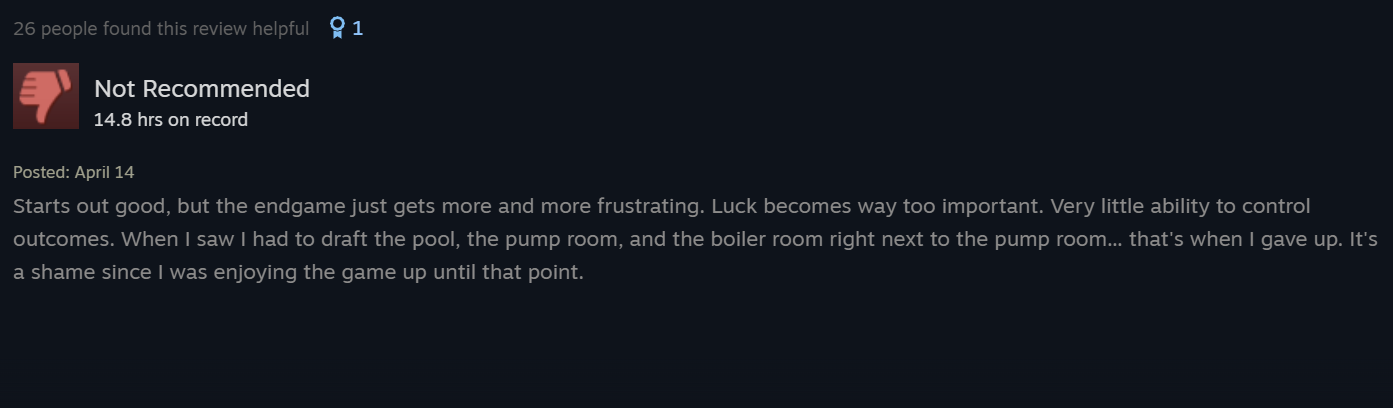 26 people found this review helpful 1
Not Recommended
14.8 hrs on record
Posted: April 14
Starts out good, but the endgame just gets more and more frustrating. Luck becomes way too important. Very little ability to control
outcomes. When I saw I had to draft the pool, the pump room, and the boiler room right next to the pump room... that's when I gave up. It's
a shame since I was enjoying the game up until that point.